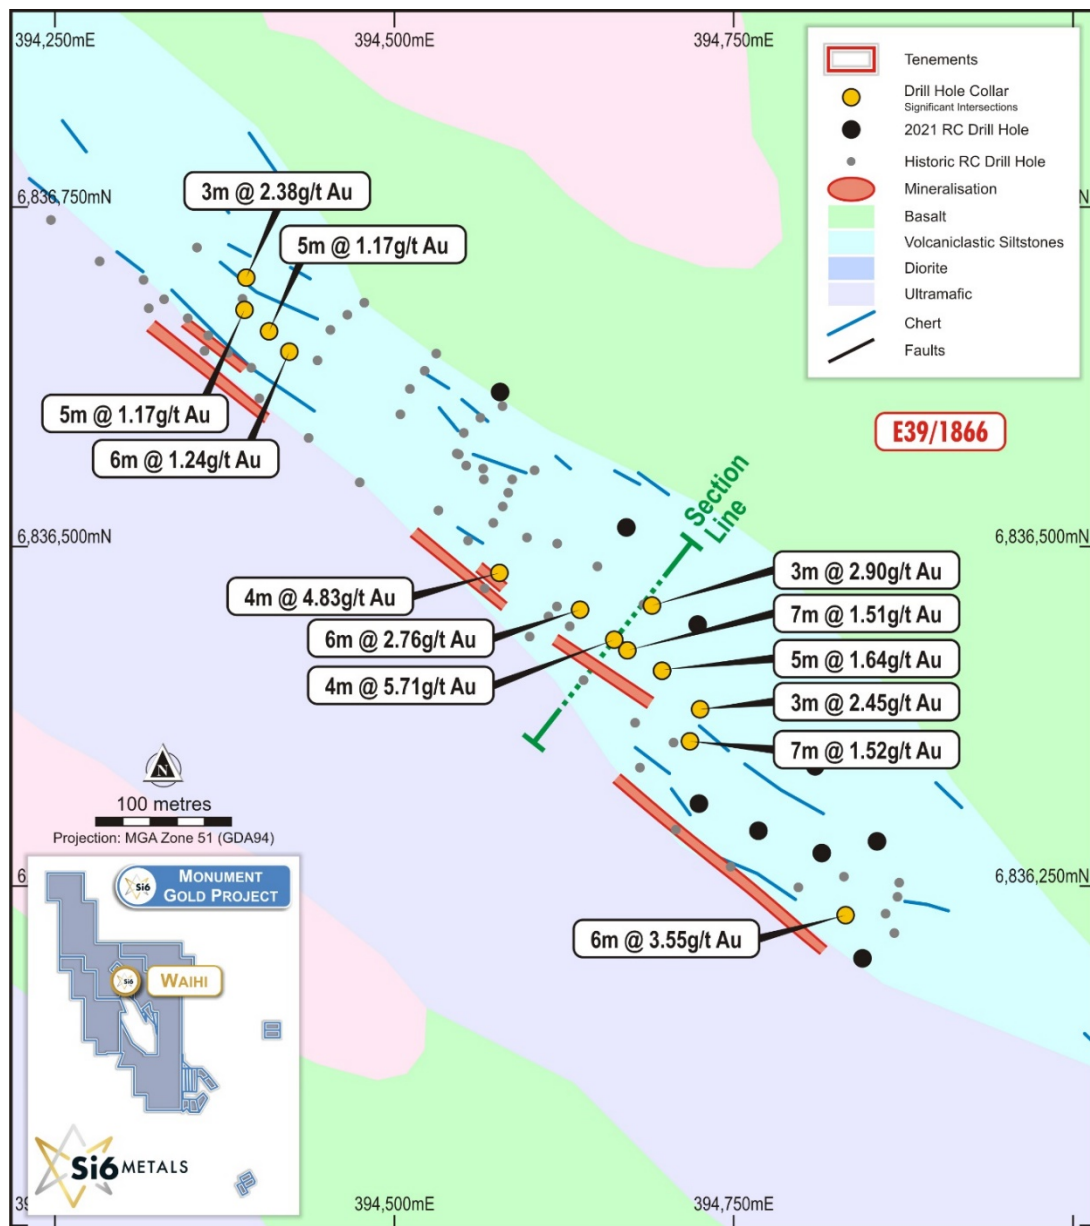 394,250mE
394,500mE
394,750mE
Tenements
Drill Hole Collar
Significant Intersections
2021 RC Drill Hole
Historic RC Drill Hole
Mineralisation
Basalt
Volcaniclastic Siltstones
Diorite
Ultramafic
Chert
Faults
6,836,750mN
3m @ 2.38g/t Au
5m @ 1.17g/t Au
5m @ 1.17g/t Au
6m @ 1.24g/t Au
E39/1866
Section
Line
6,836,500mN
6,836,500mN
4m @ 4.83g/t Au
6m @ 2.76g/t Au
4m @ 5.71g/t Au
3m @ 2.90g/t Au
7m @ 1.51g/t Au
5m @ 1.64g/t Au
3m @ 2.45g/t Au
7m @ 1.52g/t Au
N
100 metres
Projection: MGA Zone 51 (GDA94)
6,836,250mN
6m @ 3.55g/t Au
Si6
MONUMENT
GOLD PROJECT
Si6
WAIHI
Si6 METALS
394,500mE
394,750mE